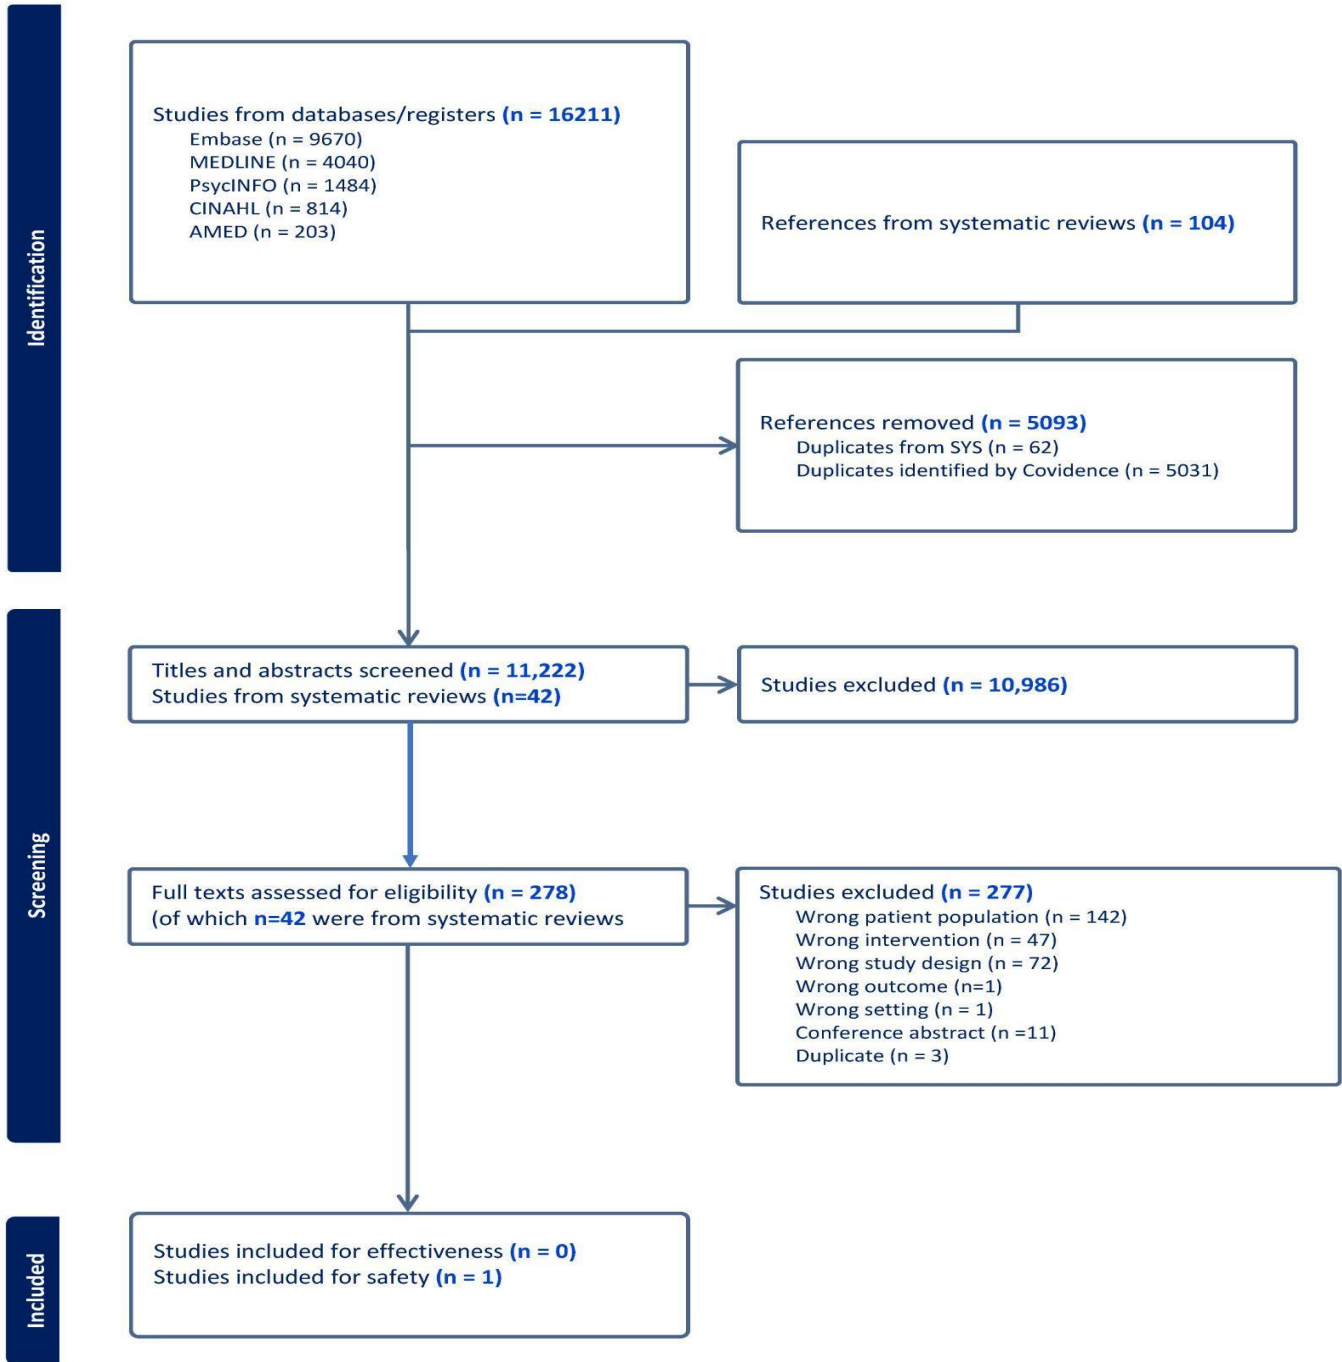 Identification
Studies from databases/registers (n = 16211)
Embase (n = 9670)
MEDLINE (n = 4040)
PsycINFO (n = 1484)
CINAHL (n = 814)
AMED (n = 203)
References from systematic reviews (n = 104)
References removed (n = 5093)
Duplicates from SYS (n = 62)
Duplicates identified by Covidence (n = 5031)
Screening
Titles and abstracts screened (n = 11,222)
Studies from systematic reviews (n=42)
Studies excluded (n = 10,986)
Full texts assessed for eligibility (n = 278)
(of which n=42 were from systematic reviews
Studies excluded (n = 277)
Wrong patient population (n = 142)
Wrong intervention (n = 47)
Wrong study design (n = 72)
Wrong outcome (n=1)
Wrong setting (n = 1)
Conference abstract (n =11)
Duplicate (n = 3)
Included
Studies included for effectiveness (n = 0)
Studies included for safety (n = 1)